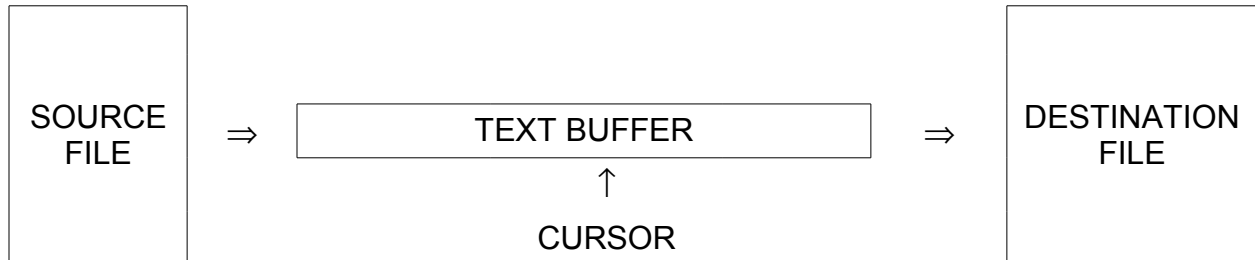 SOURCE
FILE
⇒
TEXT BUFFER
⇒
DESTINATION
FILE
↑
CURSOR